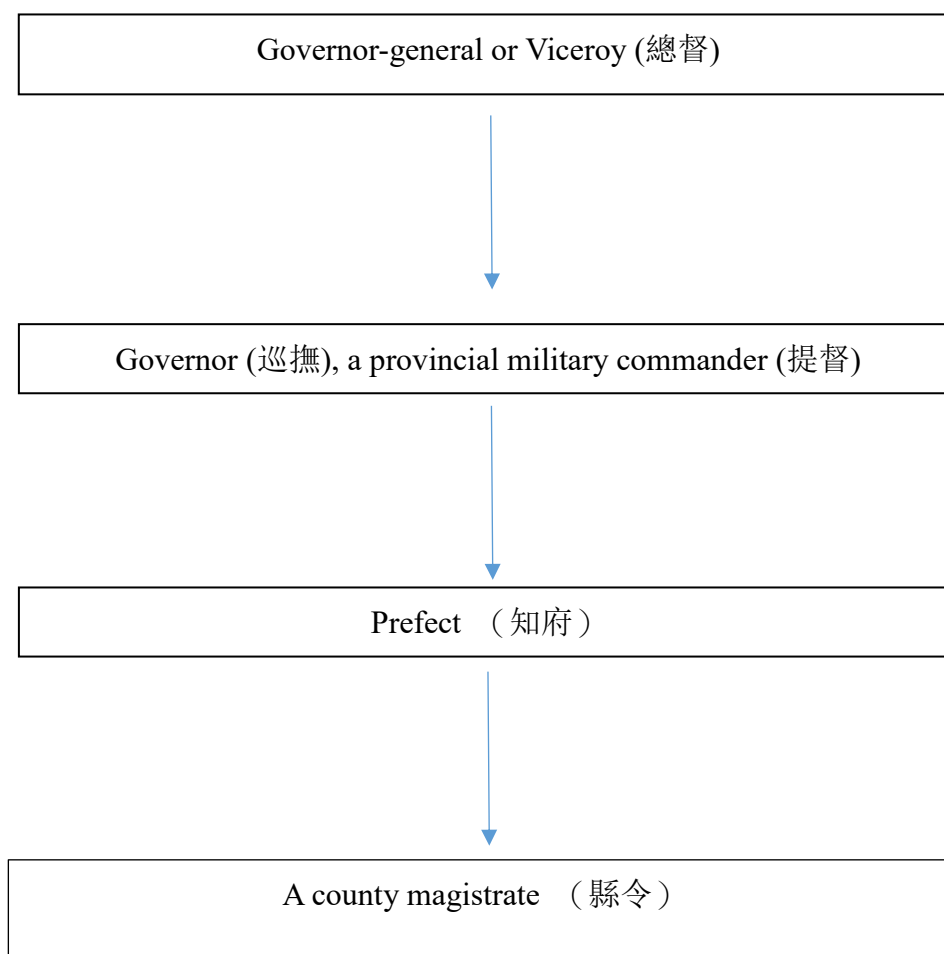 Governor-general or Viceroy (總督)
Governor (巡撫), a provincial military commander (提督)
Prefect （知府）
A county magistrate （縣令）